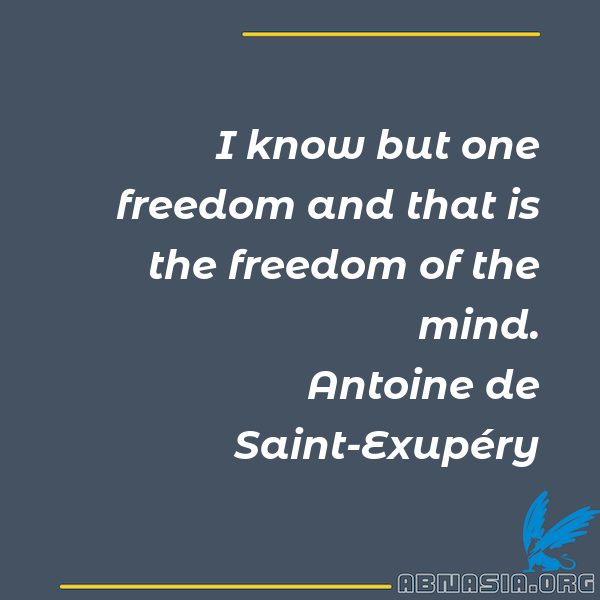 I know but one
freedom and that is
the freedom of the
mind.
Antoine de
Saint-Exupéry
ABNASIA.ORG